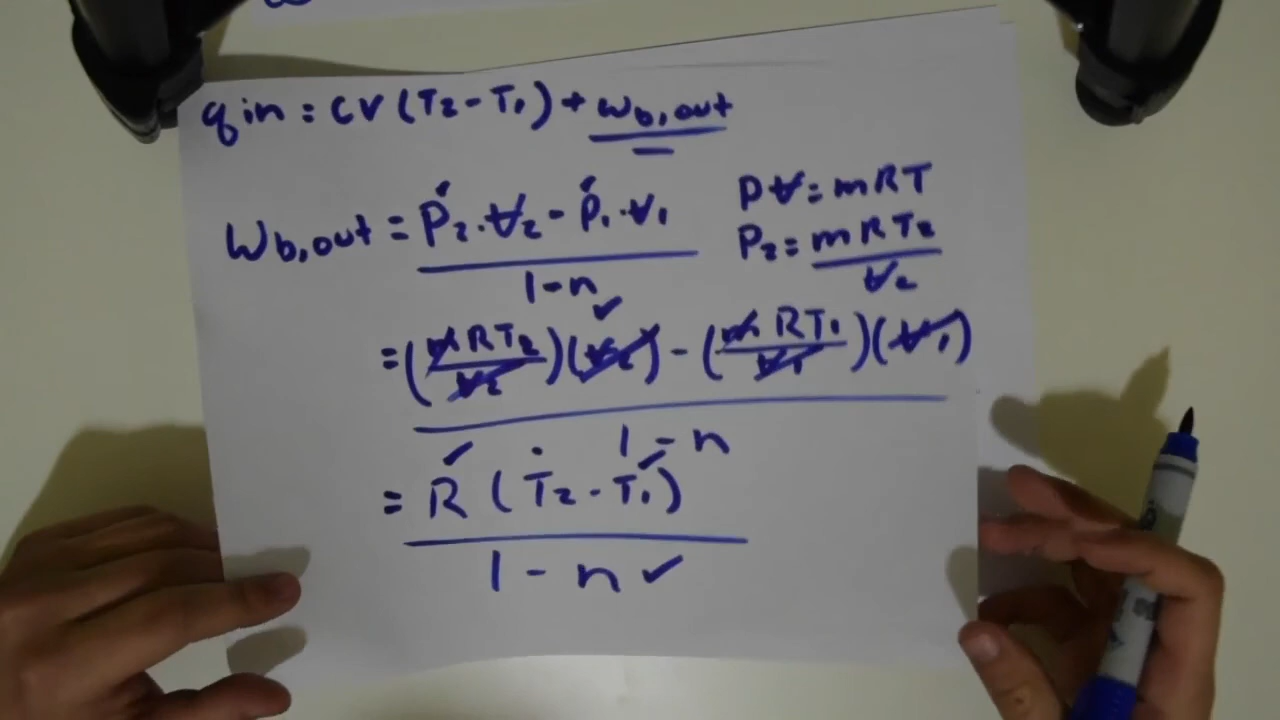 qin = cv (T2 - T1) + wb,out
Wb,out = P2 · V2 - P1 · V1
1 - n
PV = mRT
P2 = mRT2
V2
= (mRT2)(V2) - (mRT1)(V1)
V2 V1
1 - n
= R (T2 - T1)
1 - n